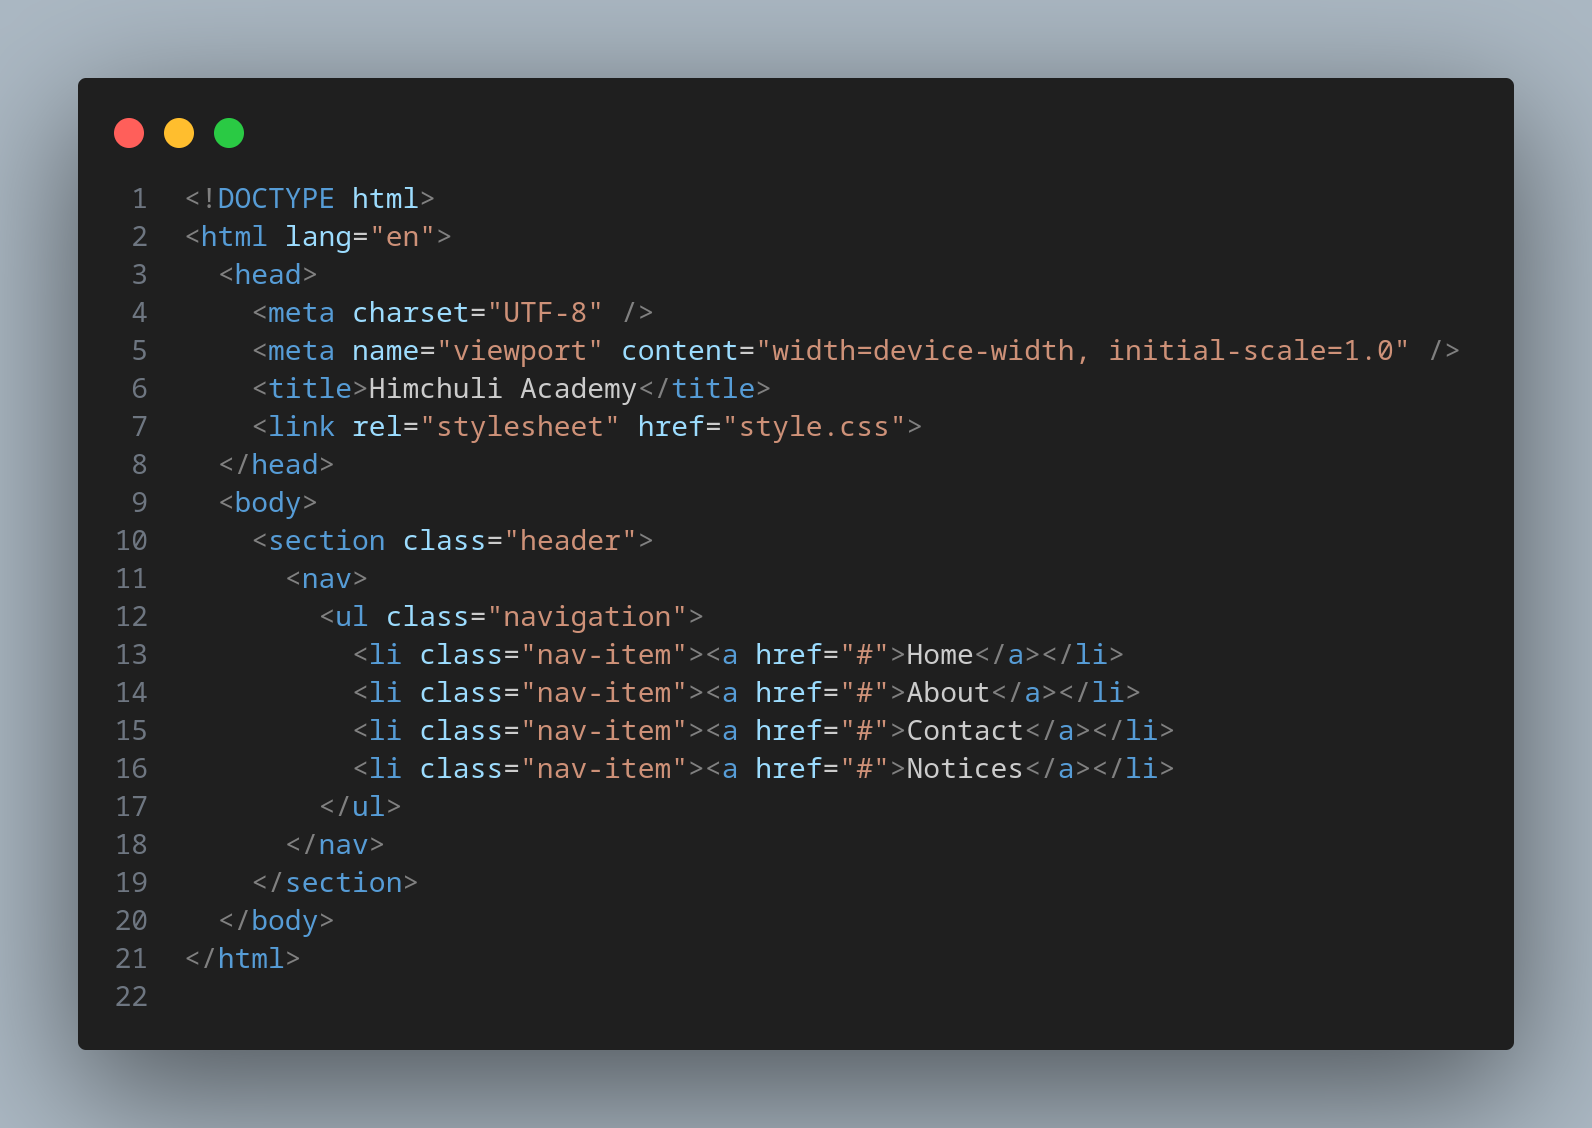 1 <!DOCTYPE html>
2 <html lang="en">
3   <head>
4     <meta charset="UTF-8" />
5     <meta name="viewport" content="width=device-width, initial-scale=1.0" />
6     <title>Himchuli Academy</title>
7     <link rel="stylesheet" href="style.css">
8   </head>
9   <body>
10     <section class="header">
11       <nav>
12         <ul class="navigation">
13           <li class="nav-item"><a href="#">Home</a></li>
14           <li class="nav-item"><a href="#">About</a></li>
15           <li class="nav-item"><a href="#">Contact</a></li>
16           <li class="nav-item"><a href="#">Notices</a></li>
17         </ul>
18       </nav>
19     </section>
20   </body>
21 </html>
22